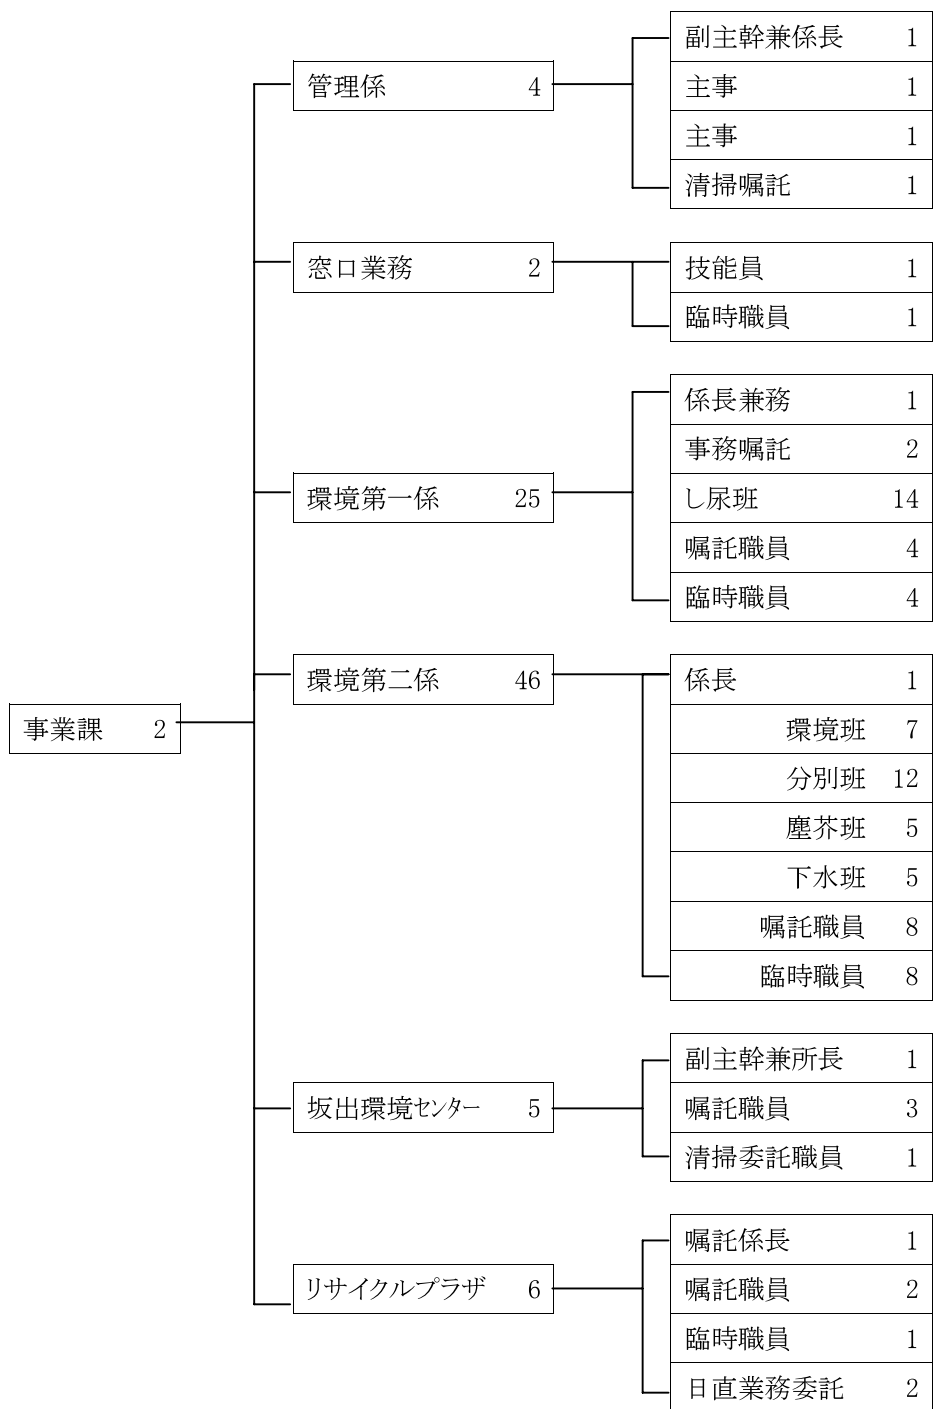 事業課 2
管理係 4
副主幹兼係長 1
主事 1
主事 1
清掃嘱託 1
窓口業務 2
技能員 1
臨時職員 1
環境第一係 25
係長兼務 1
事務嘱託 2
し尿班 14
嘱託職員 4
臨時職員 4
環境第二係 46
係長 1
環境班 7
分別班 12
塵芥班 5
下水班 5
嘱託職員 8
臨時職員 8
坂出環境センター 5
副主幹兼所長 1
嘱託職員 3
清掃委託職員 1
リサイクルプラザ 6
嘱託係長 1
嘱託職員 2
臨時職員 1
日直業務委託 2